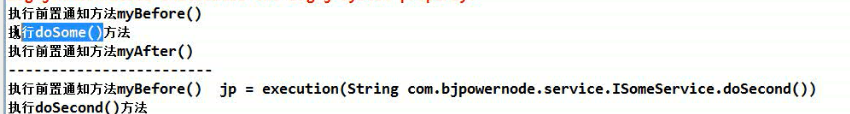 执行前置通知方法myBefore()
执行doSome()方法
执行前置通知方法myAfter()
------------------------
执行前置通知方法myBefore()  jp = execution(String com.bjpowernode.service.ISomeService.doSecond())
执行doSecond()方法